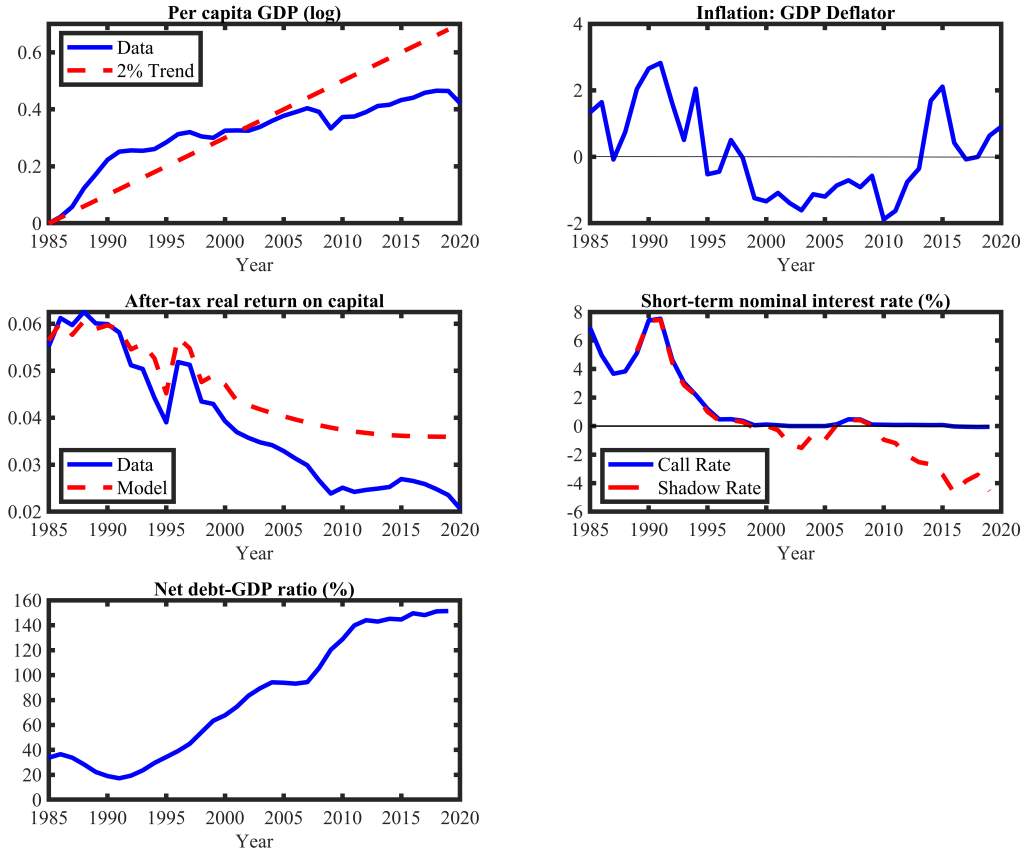 Per capita GDP (log)
0.6
0.4
0.2
0
Data
2% Trend
1985 1990 1995 2000 2005 2010 2015 2020
Year
Inflation: GDP Deflator
4
2
0
-2
1985 1990 1995 2000 2005 2010 2015 2020
Year
After-tax real return on capital
0.06
0.05
0.04
0.03
0.02
Data
Model
1985 1990 1995 2000 2005 2010 2015 2020
Year
Short-term nominal interest rate (%)
8
6
4
2
0
-2
-4
-6
Call Rate
Shadow Rate
1985 1990 1995 2000 2005 2010 2015 2020
Year
Net debt-GDP ratio (%)
160
140
120
100
80
60
40
20
0
1985 1990 1995 2000 2005 2010 2015 2020
Year